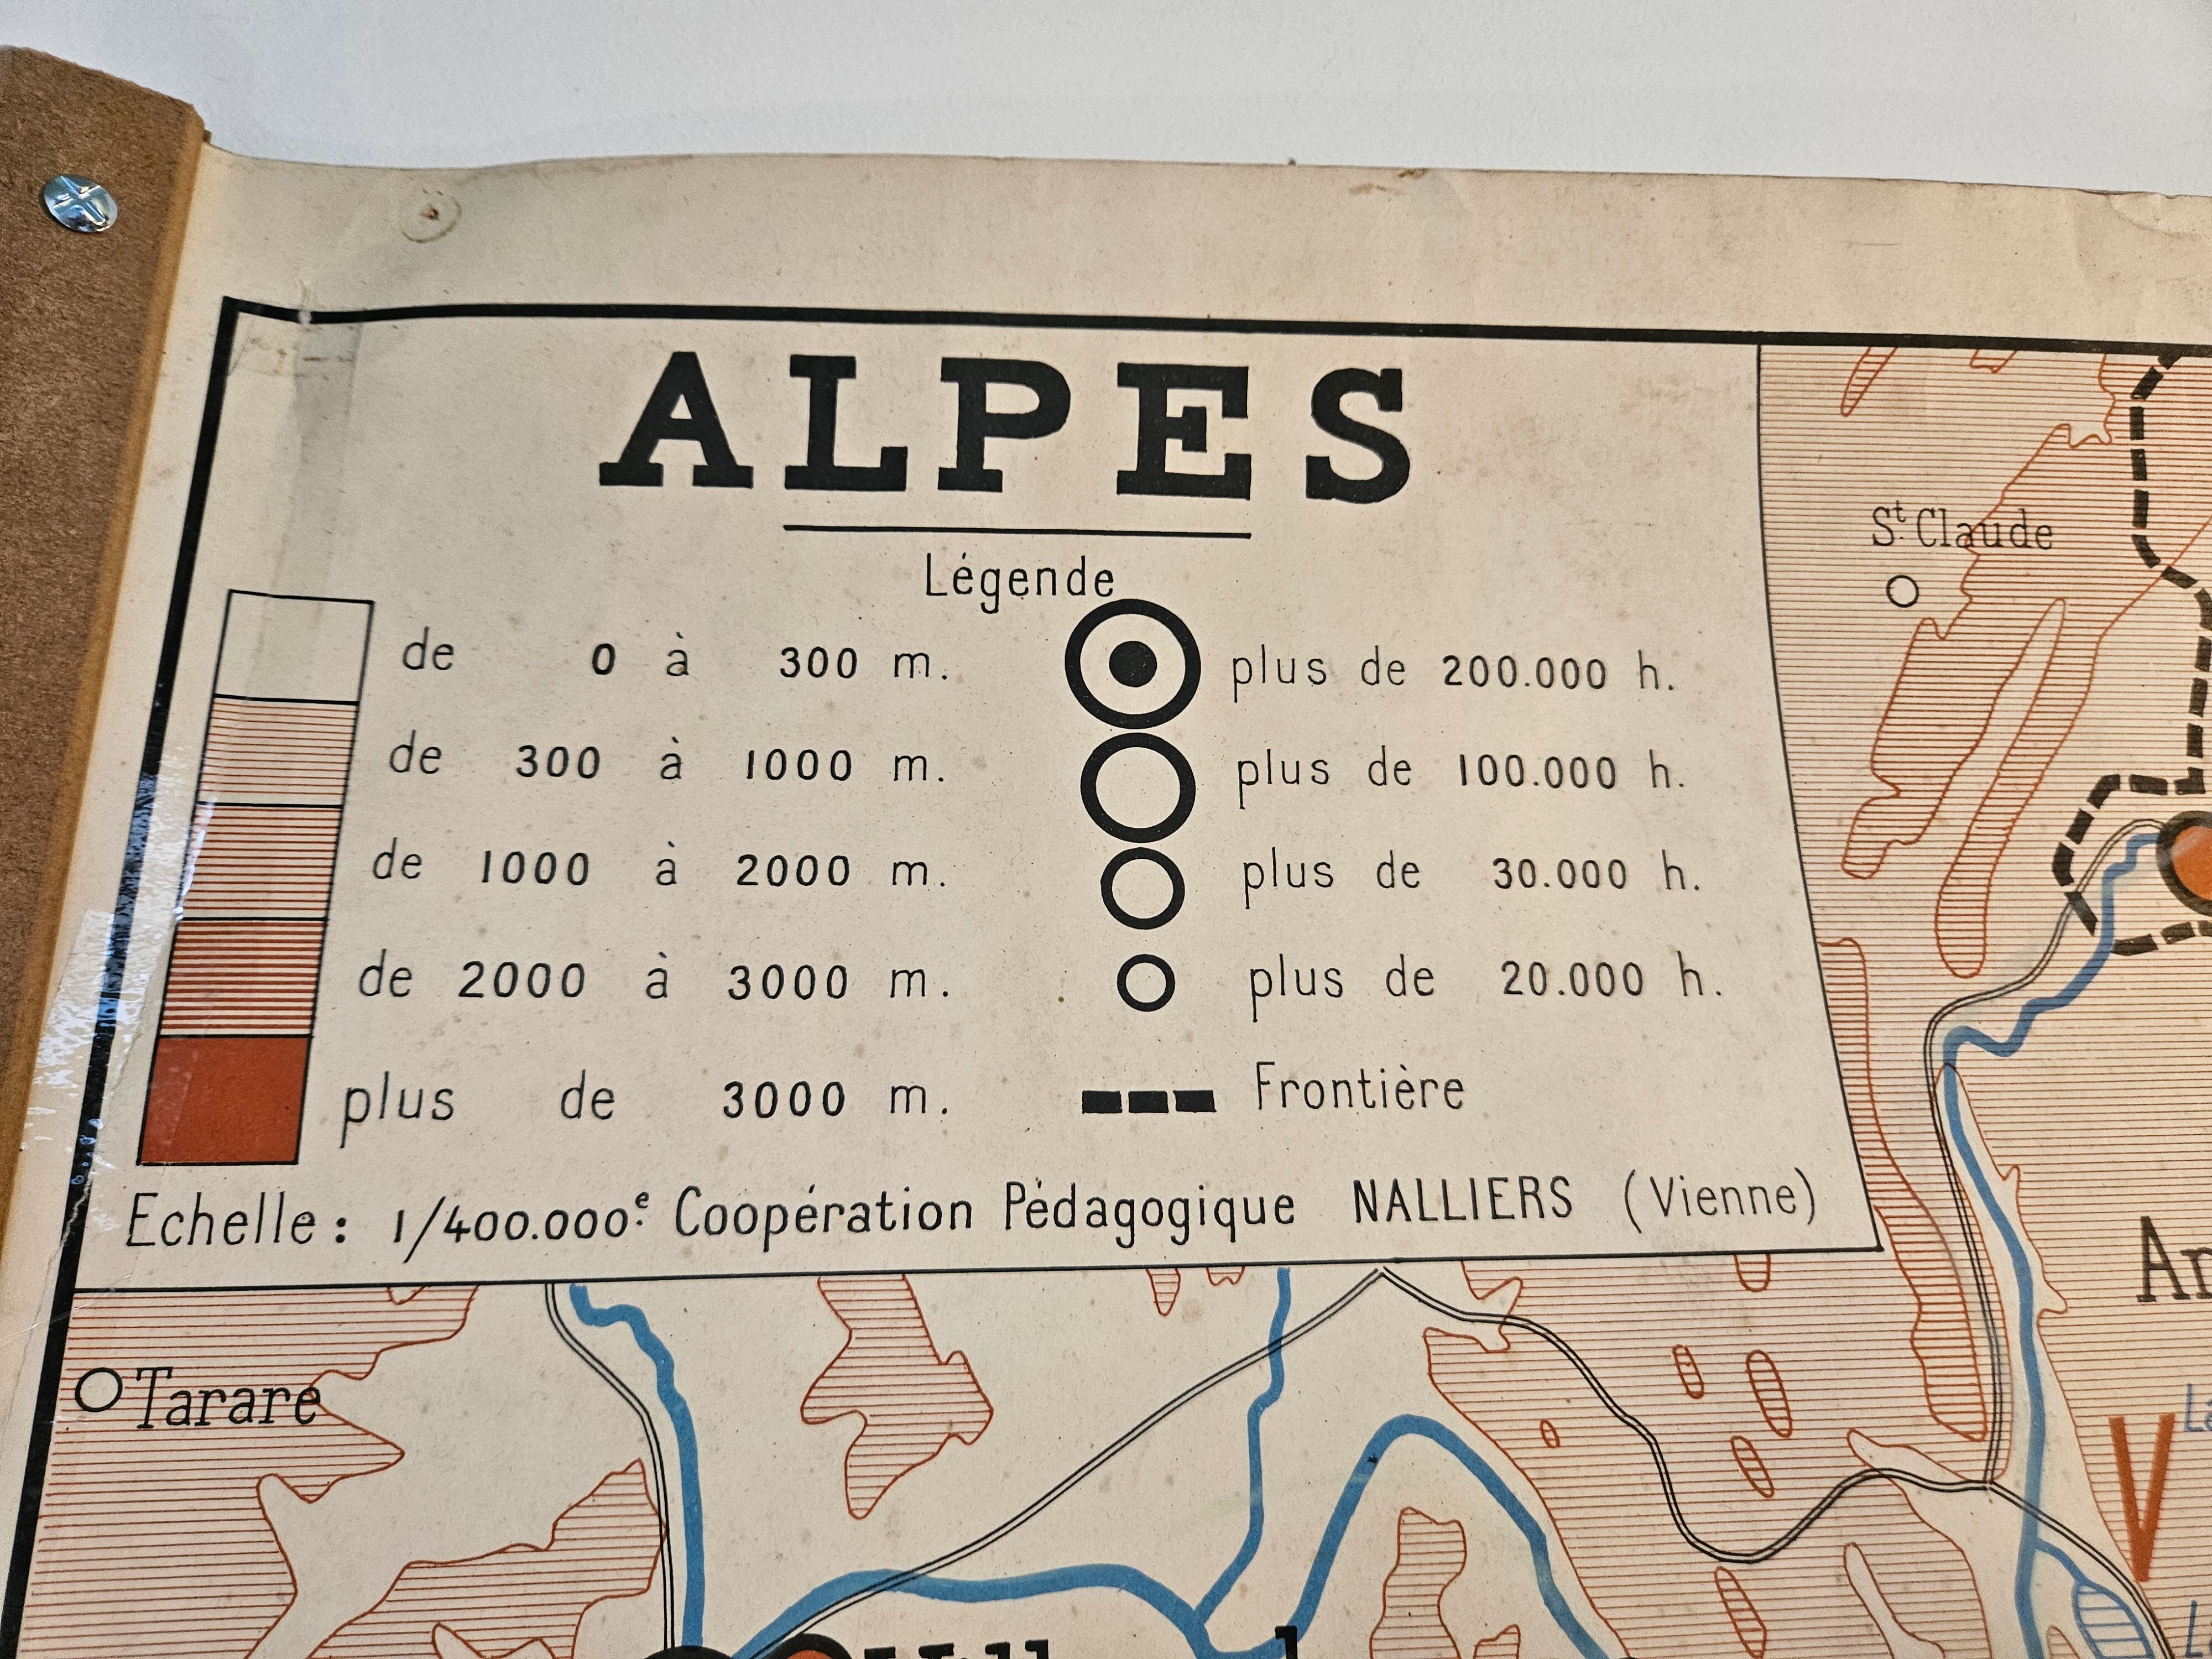 ALPES
Légende
de 0 à 300 m.
de 300 à 1000 m.
de 1000 à 2000 m.
de 2000 à 3000 m.
plus de 3000 m.
plus de 200.000 h.
plus de 100.000 h.
plus de 30.000 h.
plus de 20.000 h.
Frontière
Echelle : 1/400.000e Coopération Pédagogique NALLIERS (Vienne)
St. Claude
Tarare